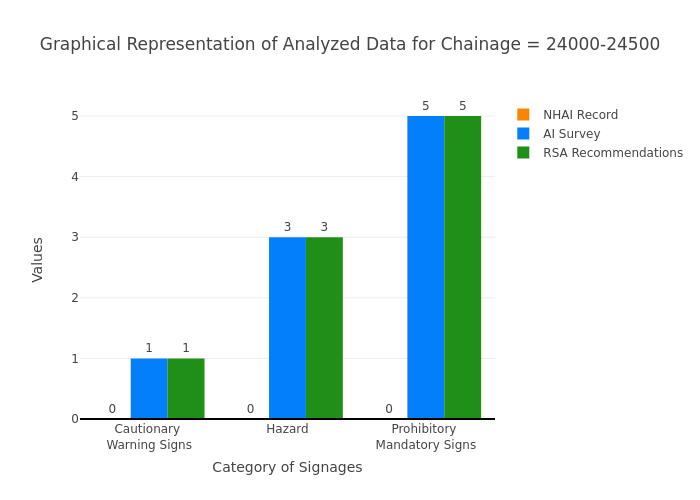 Graphical Representation of Analyzed Data for Chainage = 24000-24500
NHAI Record
AI Survey
RSA Recommendations
Values
5
4
3
2
1
0
0
1
1
0
3
3
0
5
5
Cautionary
Warning Signs
Hazard
Prohibitory
Mandatory Signs
Category of Signages